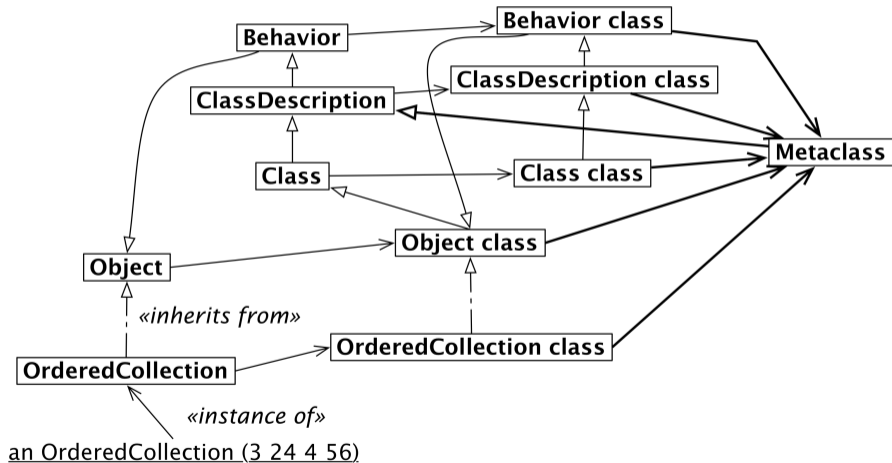 Behavior class
Behavior
ClassDescription class
ClassDescription
Metaclass
Class
Class class
Object class
Object
«inherits from»
OrderedCollection class
OrderedCollection
«instance of»
an OrderedCollection (3 24 4 56)